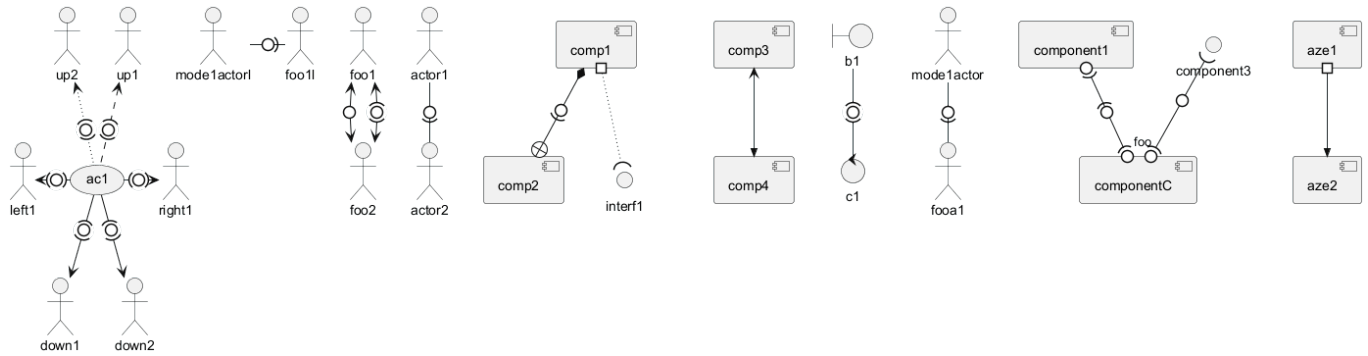 up2
up1
mode1actorl
foo1l
foo1
actor1
comp1
comp3
b1
mode1actor
component1
component3
aze1
ac1
left1
right1
foo2
actor2
comp2
interf1
comp4
c1
fooa1
foo
componentC
aze2
down1
down2